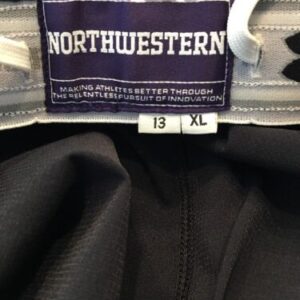 NORTHWESTERN
MAKING ATHLETES BETTER THROUGH
THE RELENTLESS PURSUIT OF INNOVATION
13 XL